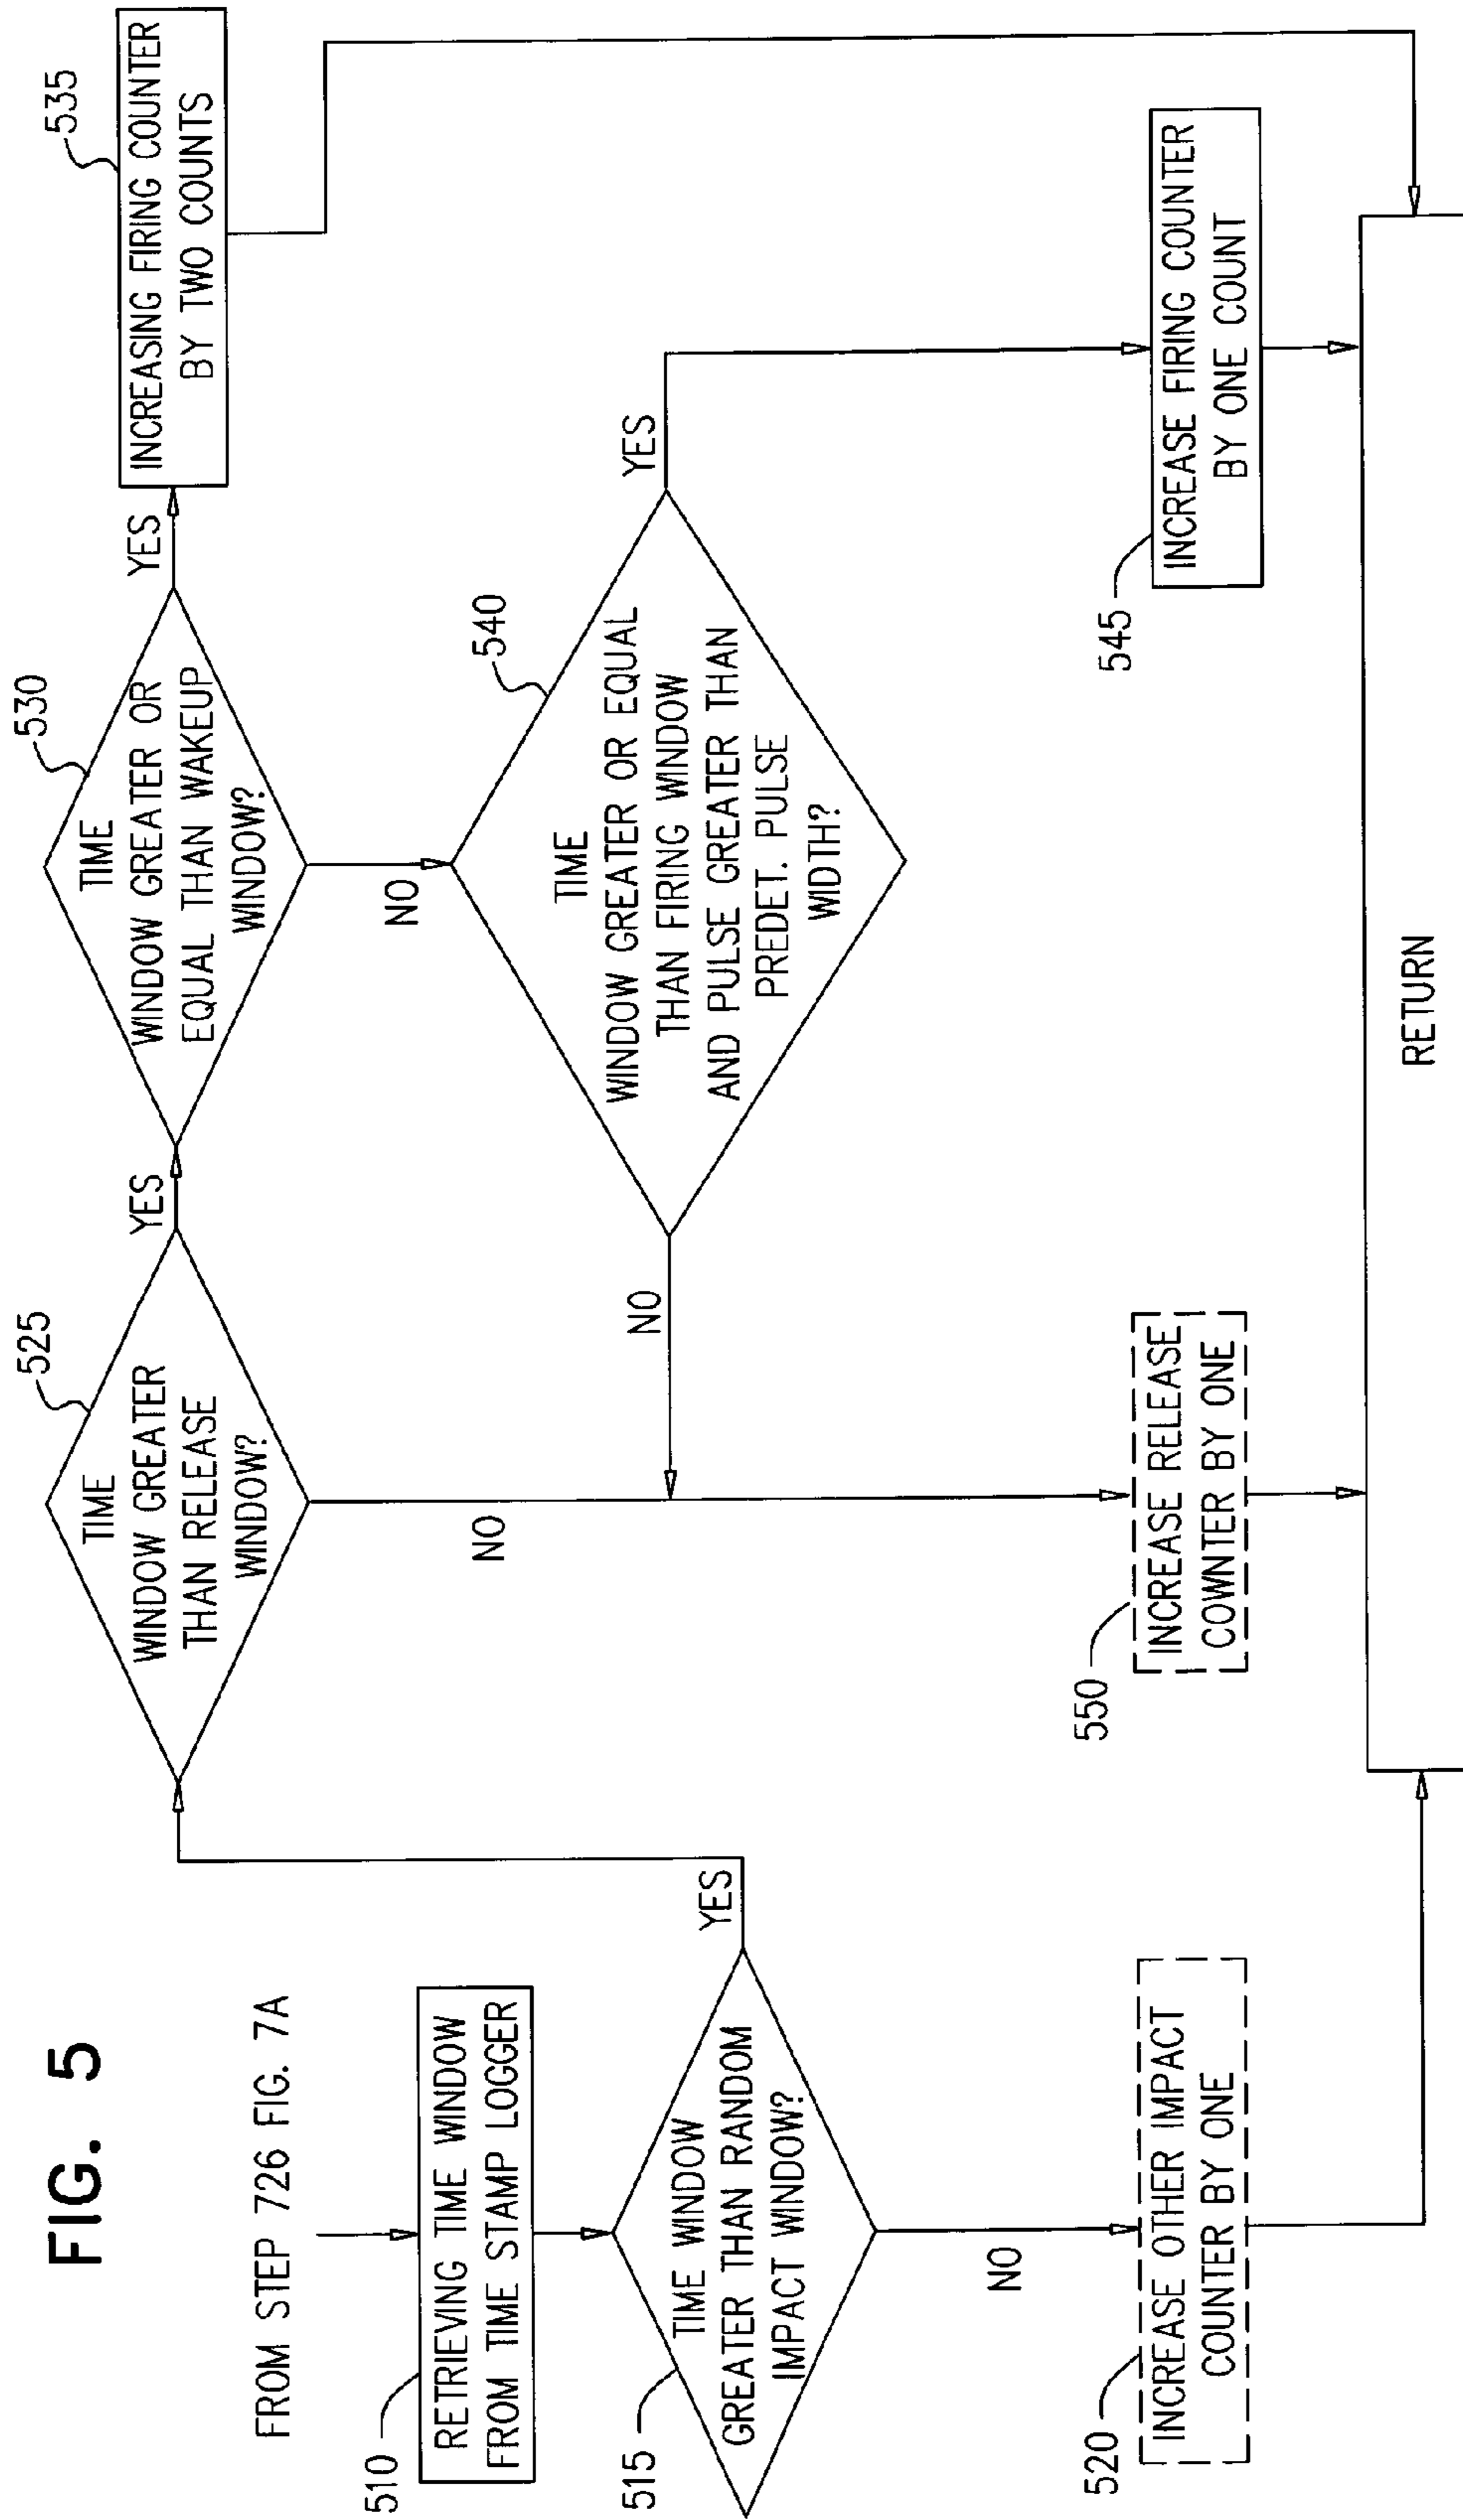 FIG. 5
FROM STEP 726 FIG. 7A
510
RETRIEVING TIME WINDOW
FROM TIME STAMP LOGGER
515
TIME WINDOW
GREATER THAN RANDOM
IMPACT WINDOW?
YES
NO
520
INCREASE OTHER IMPACT
COUNTER BY ONE
525
TIME
WINDOW GREATER
THAN RELEASE
WINDOW?
YES
NO
530
TIME
WINDOW GREATER OR
EQUAL THAN WAKEUP
WINDOW?
YES
NO
535
INCREASING FIRING COUNTER
BY TWO COUNTS
540
TIME
WINDOW GREATER OR EQUAL
THAN FIRING WINDOW
AND PULSE GREATER THAN
PREDET. PULSE
WIDTH?
YES
NO
545
INCREASE FIRING COUNTER
BY ONE COUNT
550
INCREASE RELEASE
COWNTER BY ONE
RETURN